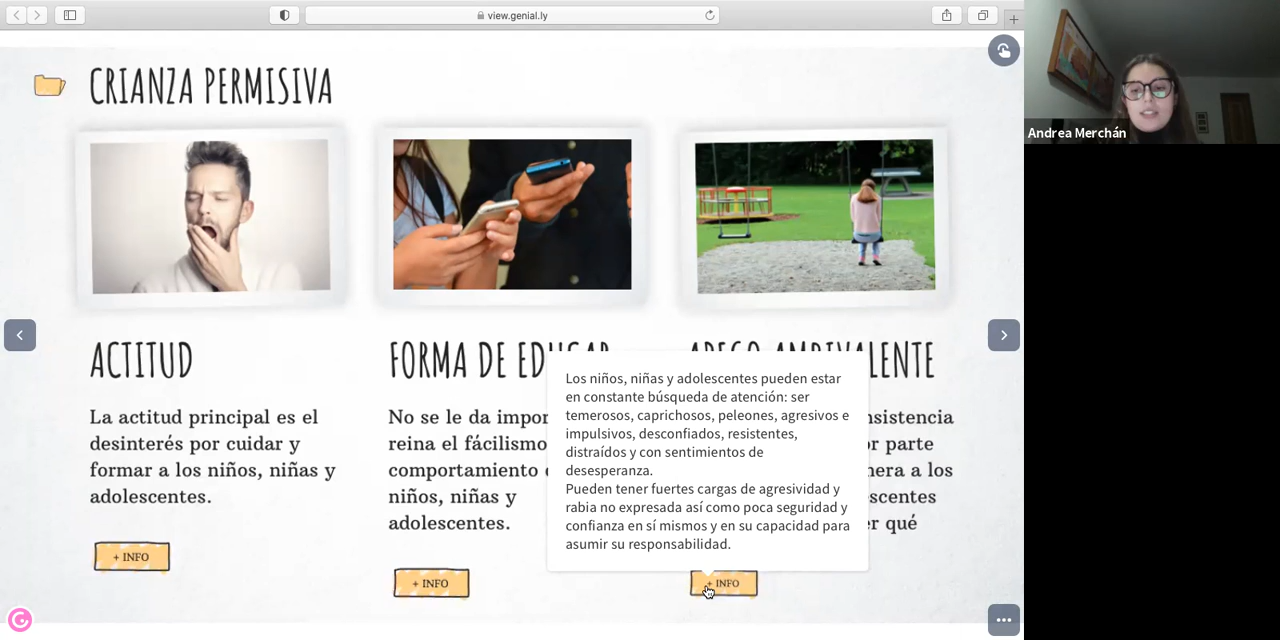 view.genial.ly
Andrea Merchán
CRIANZA PERMISIVA
ACTITUD
La actitud principal es el
desinterés por cuidar y
formar a los niños, niñas y
adolescentes.
+ INFO
FORMA DE EDUCAR
No se le da impor
reina el fácilismo
comportamiento
niños, niñas y
adolescentes.
+ INFO
APEGO AMBIVALENTE
nsistencia
or parte
nera a los
scentes
er qué
Los niños, niñas y adolescentes pueden estar
en constante búsqueda de atención: ser
temerosos, caprichosos, peleones, agresivos e
impulsivos, desconfiados, resistentes,
distraídos y con sentimientos de
desesperanza.
Pueden tener fuertes cargas de agresividad y
rabia no expresada así como poca seguridad y
confianza en sí mismos y en su capacidad para
asumir su responsabilidad.
+ INFO